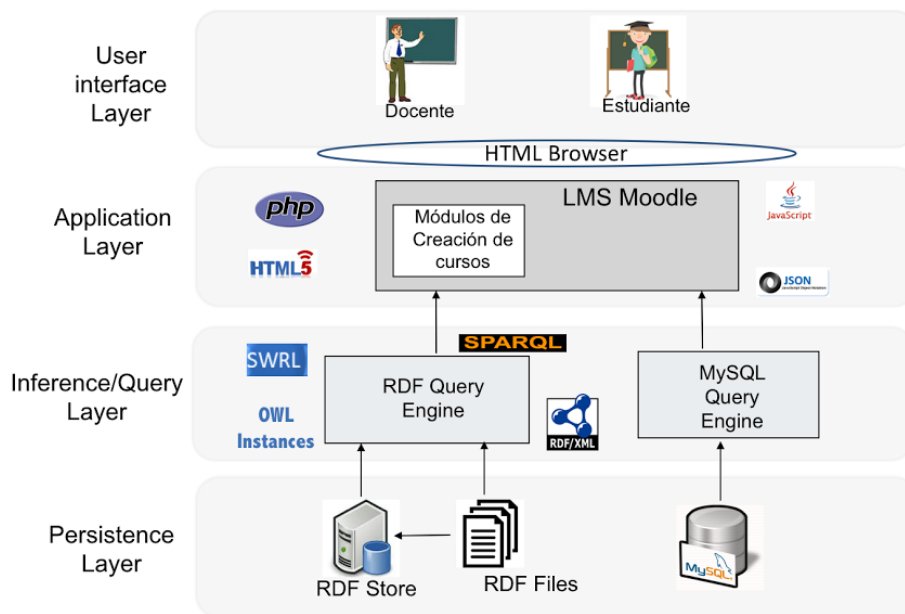 User
interface
Layer
Docente
Estudiante
HTML Browser
Application
Layer
php
HTML5
LMS Moodle
Módulos de
Creación de
cursos
JavaScript
JSON
Inference/Query
Layer
SWRL
OWL
Instances
SPARQL
RDF Query
Engine
RDF/XML
MySQL
Query
Engine
Persistence
Layer
RDF Store
RDF Files
MySQL